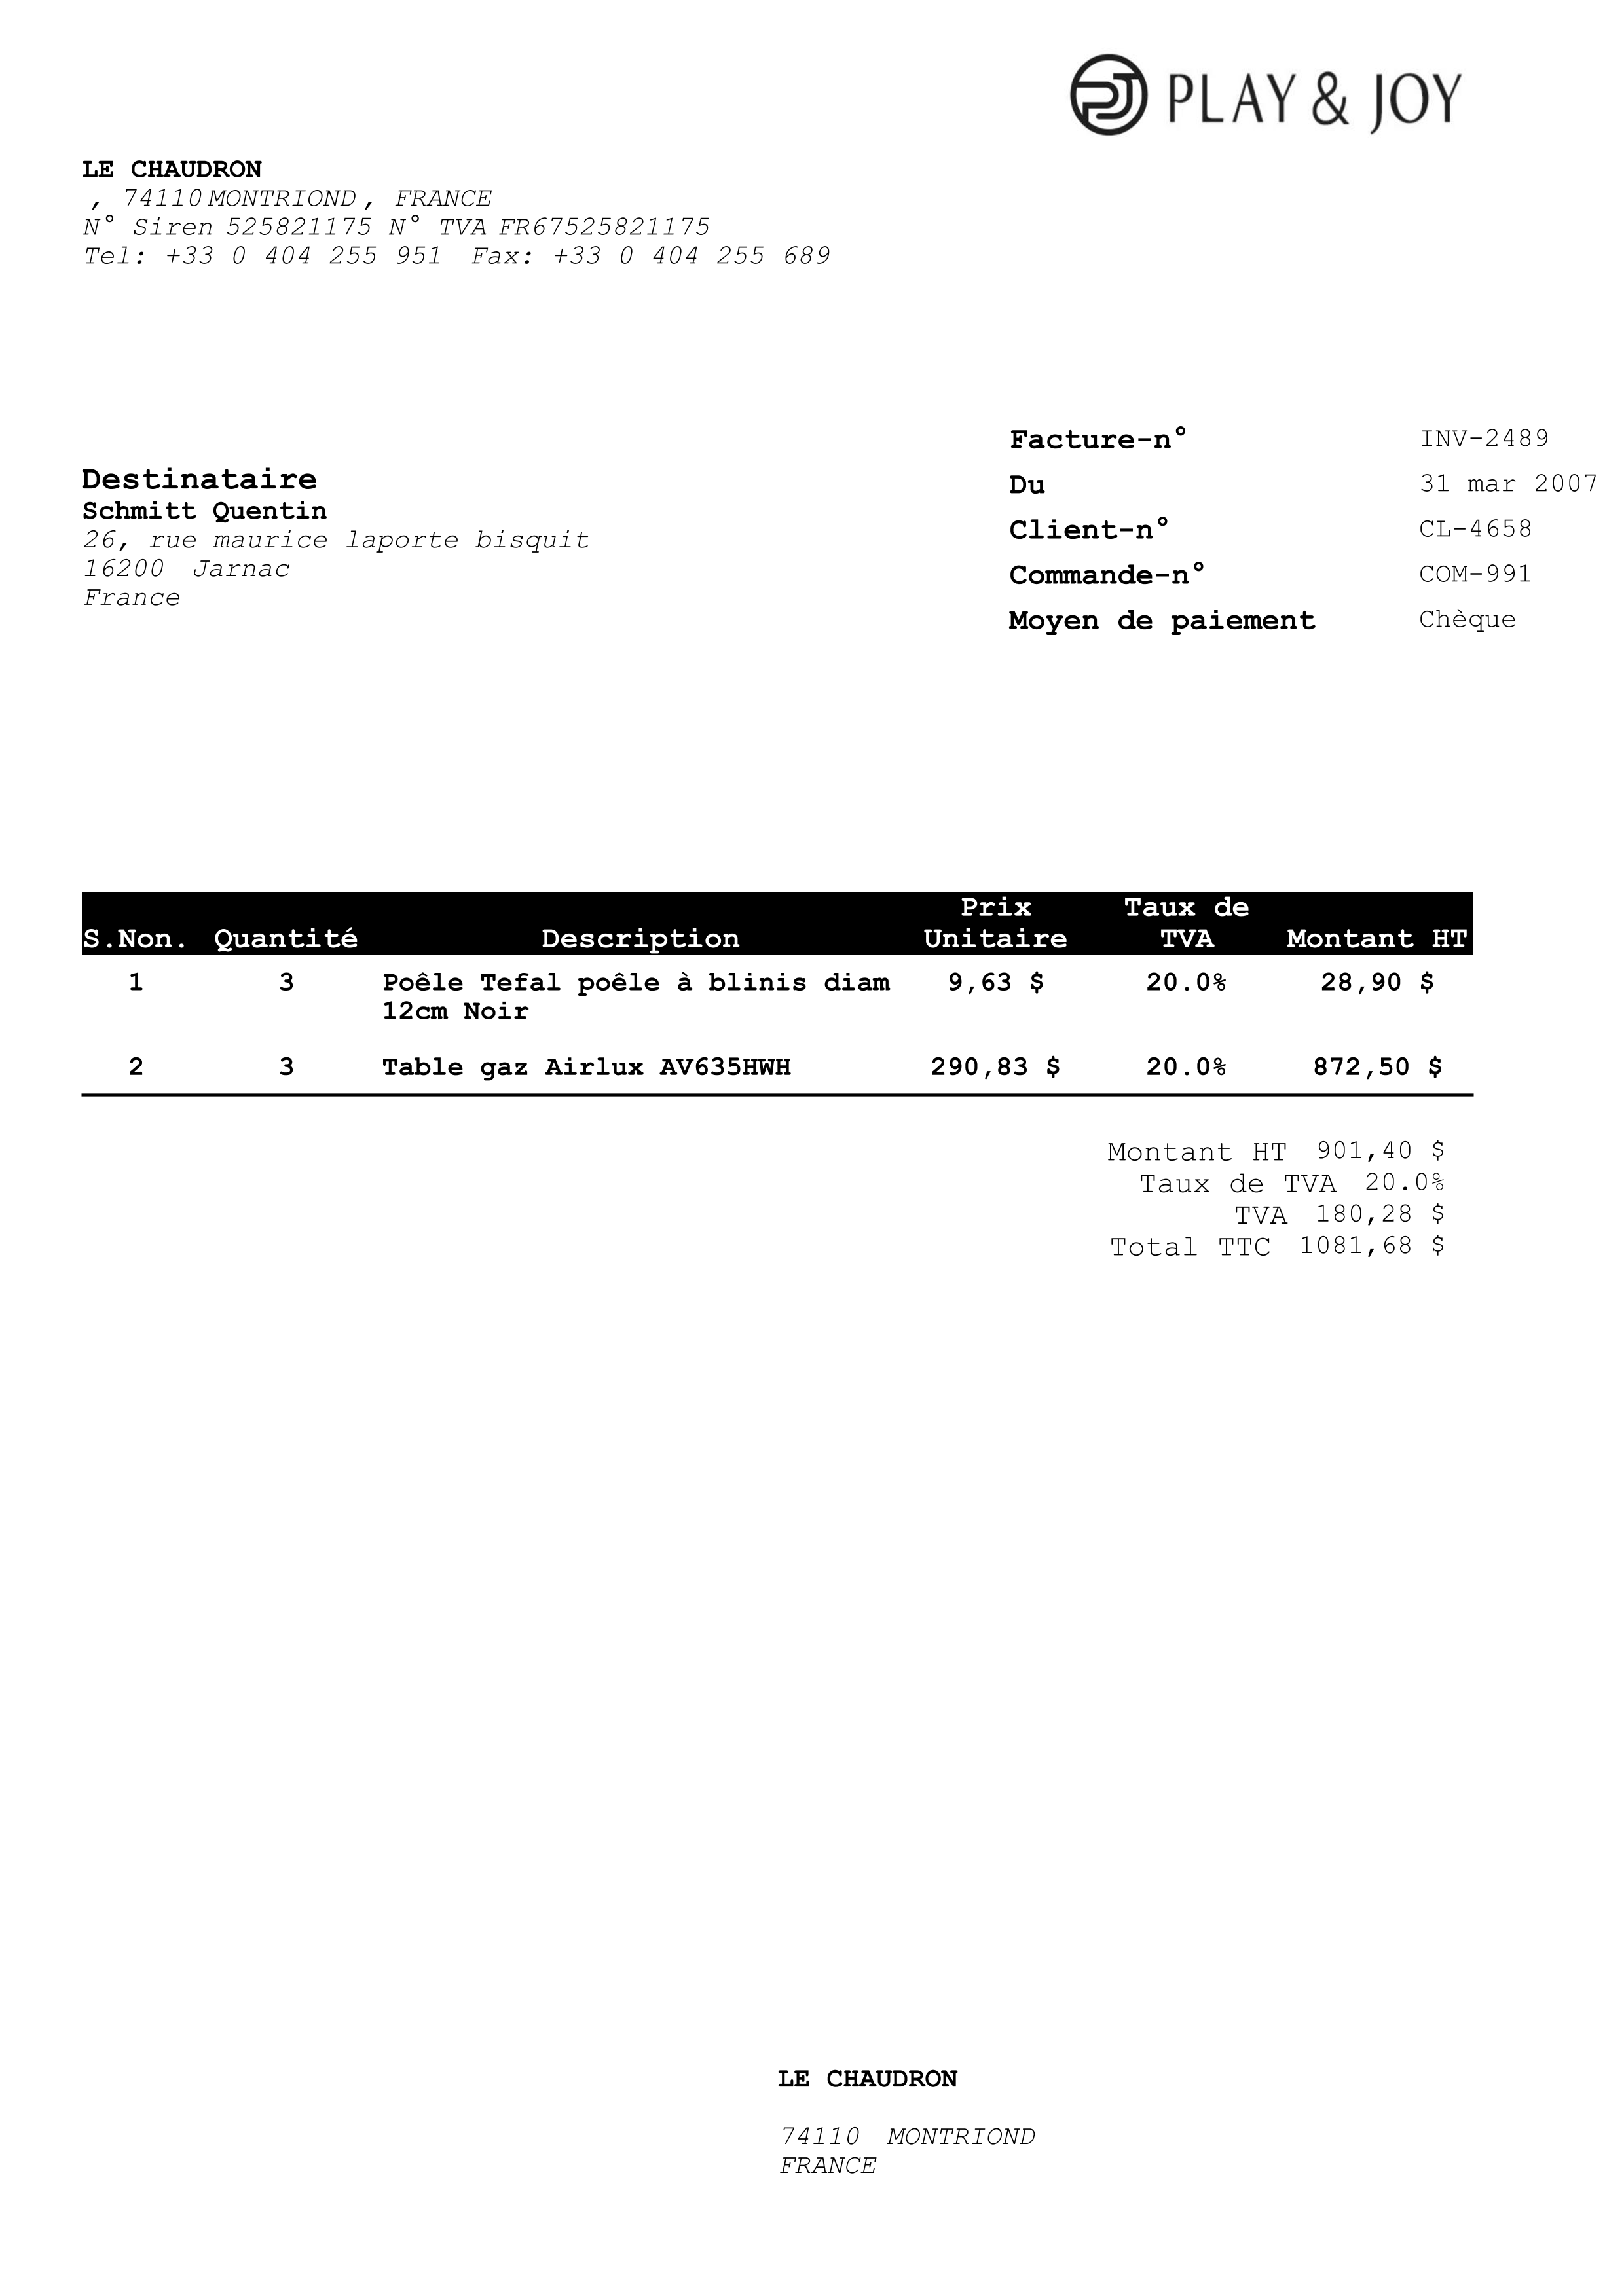 PLAY & JOY
LE CHAUDRON
, 74110 MONTRIOND, FRANCE
N° Siren 525821175 N° TVA FR67525821175
Tel: +33 0 404 255 951 Fax: +33 0 404 255 689
Facture-n° INV-2489
Du 31 mar 2007
Client-n° CL-4658
Commande-n° COM-991
Moyen de paiement Chèque
Destinataire
Schmitt Quentin
26, rue maurice laporte bisquit
16200 Jarnac
France
S.Non. Quantité Description Prix Unitaire Taux de TVA Montant HT
1 3 Poêle Tefal poêle à blinis diam 9,63 $ 20.0% 28,90 $
12cm Noir
2 3 Table gaz Airlux AV635HWH 290,83 $ 20.0% 872,50 $
Montant HT 901,40 $
Taux de TVA 20.0%
TVA 180,28 $
Total TTC 1081,68 $
LE CHAUDRON
74110 MONTRIOND
FRANCE